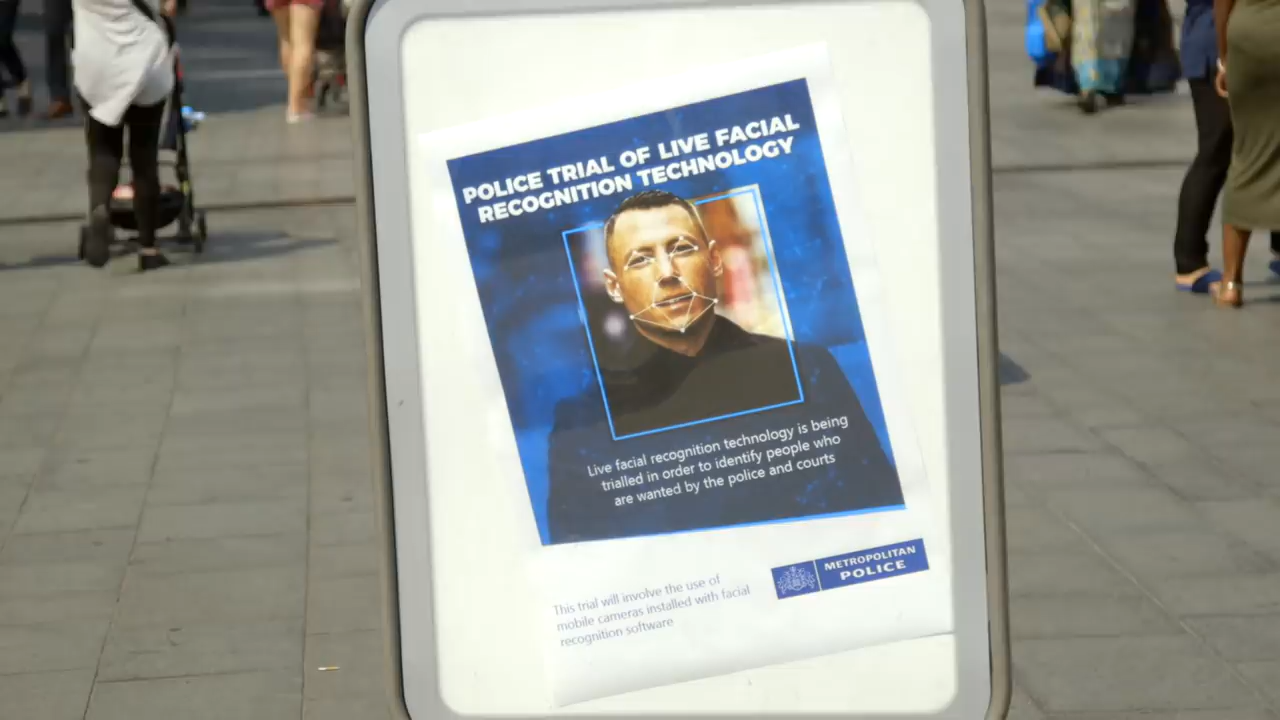 POLICE TRIAL OF LIVE FACIAL
RECOGNITION TECHNOLOGY
Live facial recognition technology is being
trialled in order to identify people who
are wanted by the police and courts
This trial will involve the use of
mobile cameras installed with facial
recognition software
METROPOLITAN
POLICE